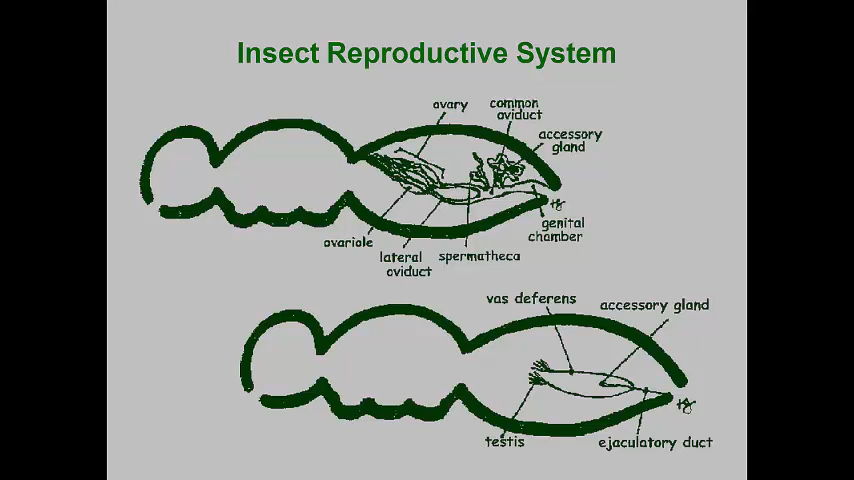 Insect Reproductive System
ovary
common
oviduct
accessory
gland
genital
chamber
ovariole
lateral
oviduct
spermatheca
vas deferens
accessory gland
testis
ejaculatory duct